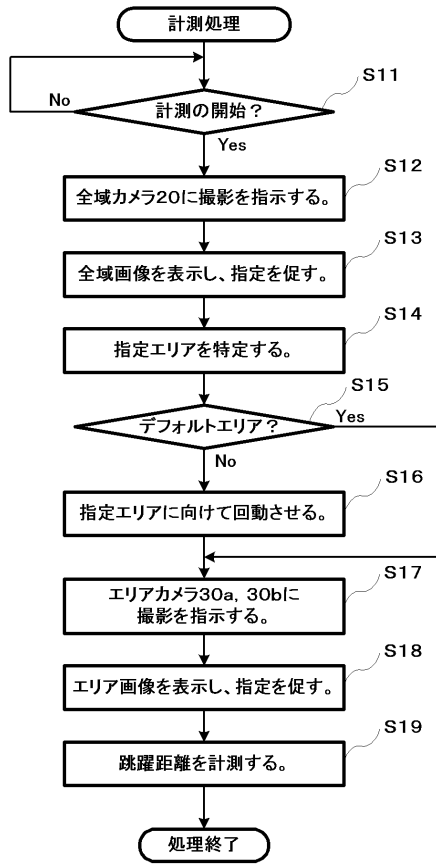 計測処理
S11
計測の開始？
No
Yes
S12
全域カメラ20に撮影を指示する。
S13
全域画像を表示し、指定を促す。
S14
指定エリアを特定する。
S15
デフォルトエリア？
Yes
No
S16
指定エリアに向けて回動させる。
S17
エリアカメラ30a, 30bに
撮影を指示する。
S18
エリア画像を表示し、指定を促す。
S19
跳躍距離を計測する。
処理終了